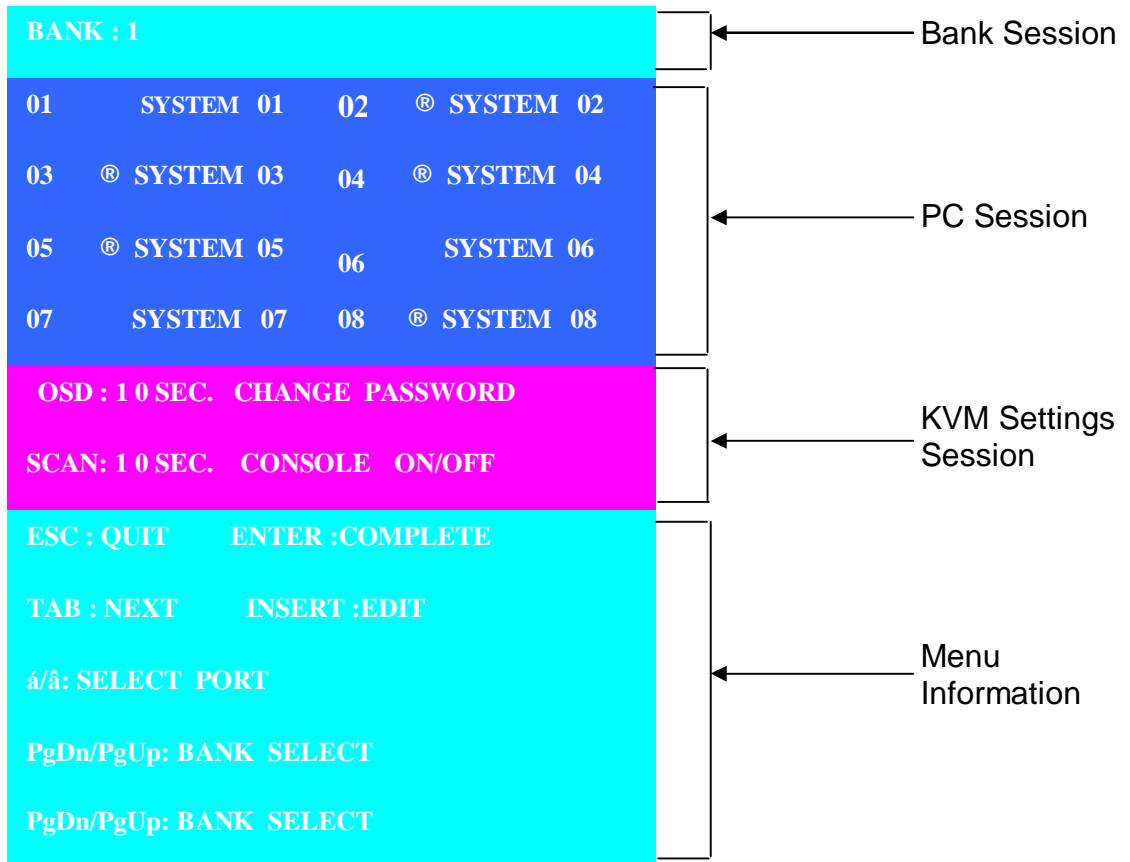 BANK : 1
Bank Session
01 SYSTEM 01 02 ® SYSTEM 02
03 ® SYSTEM 03 04 ® SYSTEM 04
PC Session
05 ® SYSTEM 05 06 SYSTEM 06
07 SYSTEM 07 08 ® SYSTEM 08
OSD : 1 0 SEC. CHANGE PASSWORD
SCAN: 1 0 SEC. CONSOLE ON/OFF
KVM Settings
Session
ESC : QUIT ENTER :COMPLETE
TAB : NEXT INSERT :EDIT
á/â: SELECT PORT
PgDn/PgUp: BANK SELECT
PgDn/PgUp: BANK SELECT
Menu
Information